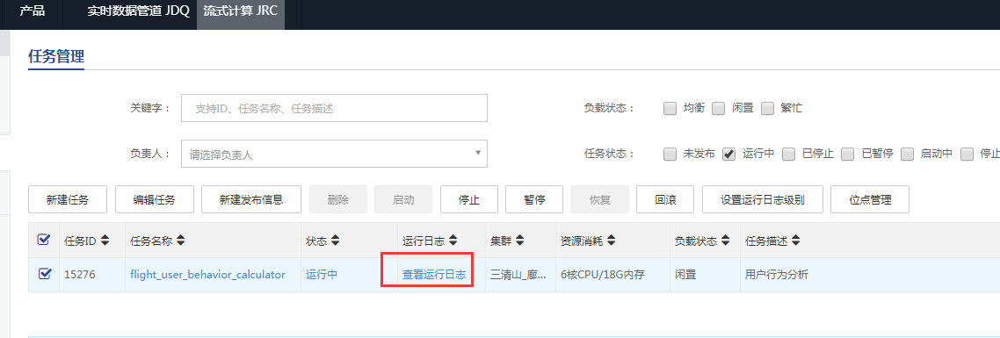 产品 实时数据管道 JDQ 流式计算 JRC
任务管理
关键字： 支持ID、任务名称、任务描述 负载状态： 均衡 闲置 繁忙
负责人： 请选择负责人 任务状态： 未发布 运行中 已停止 已暂停 启动中 停止
新建任务 编辑任务 新建发布信息 删除 启动 停止 暂停 恢复 回滚 设置运行日志级别 位点管理
任务ID 任务名称 状态 运行日志 集群 资源消耗 负载状态 任务描述
15276 flight_user_behavior_calculator 运行中 查看运行日志 三清山_廊... 6核CPU/18G内存 闲置 用户行为分析